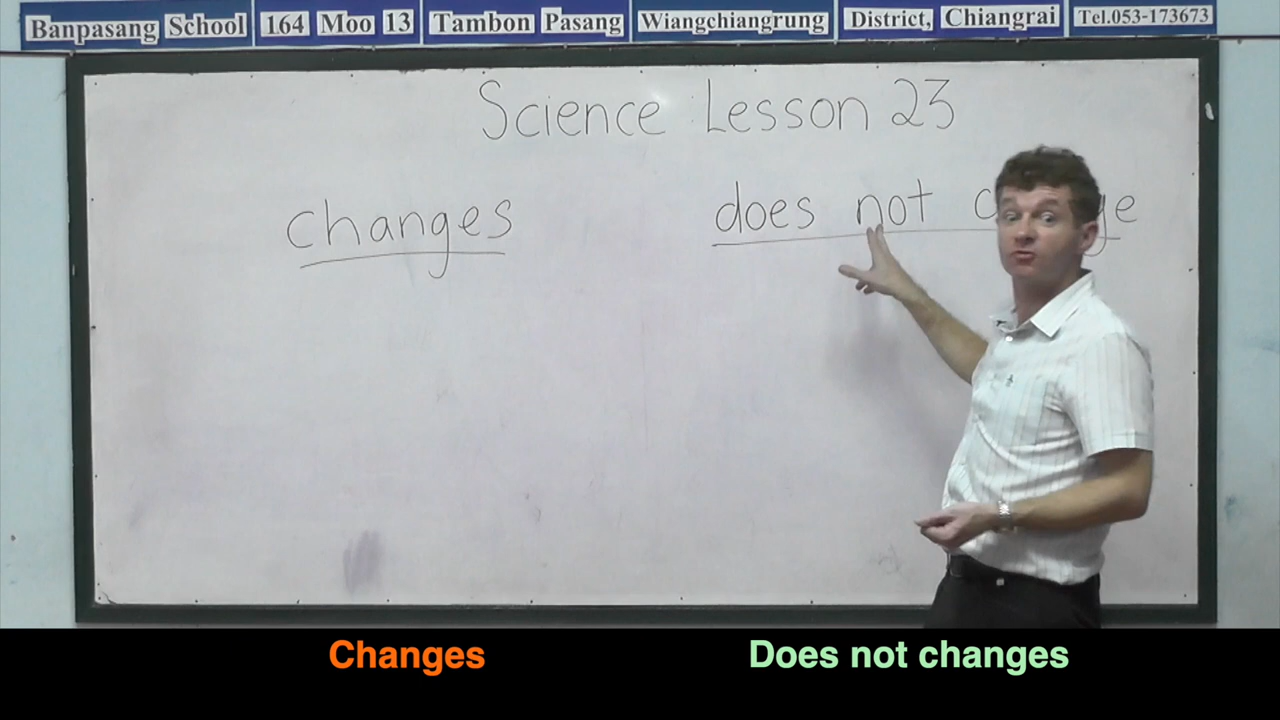 Banpasang School 164 Moo 13 Tambon Pasang Wiangchiangrung District, Chiangrai Tel.053-173673
Science Lesson 23
changes does not c ge
Changes Does not changes